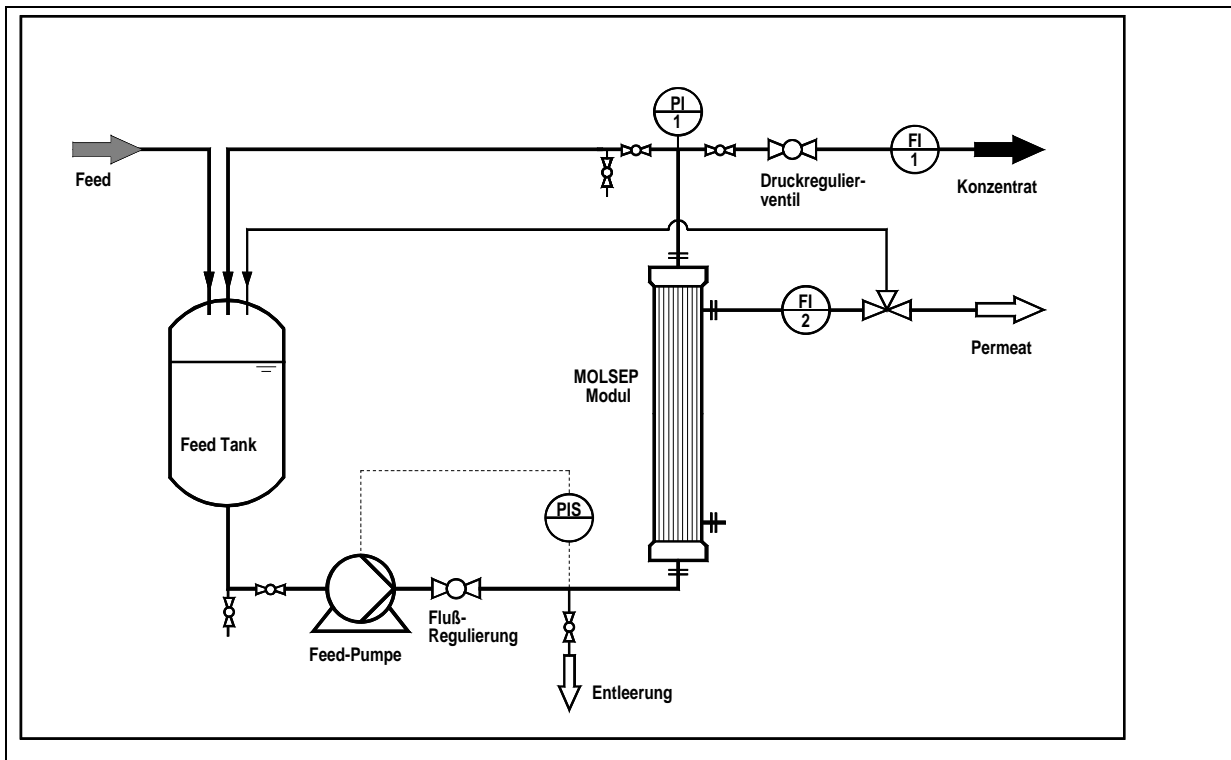 PI
1
FI
1
Feed
Druckregulier-
ventil
Konzentrat
FI
2
Permeat
MOLSEP
Modul
Feed Tank
PIS
Fluß-
Regulierung
Feed-Pumpe
Entleerung